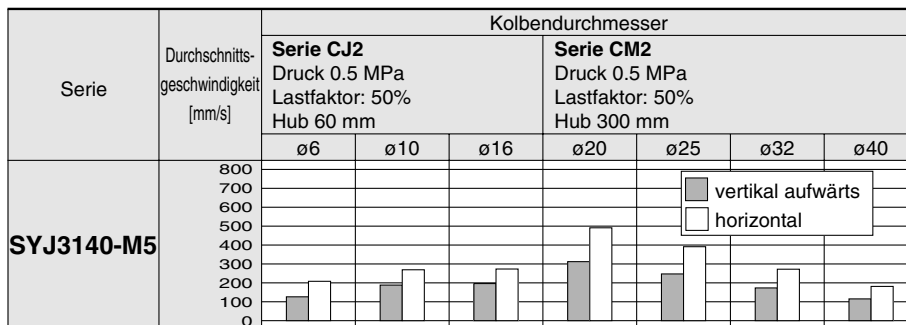 Kolbendurchmesser
Serie
Durchschnitts-
geschwindigkeit
[mm/s]
Serie CJ2
Druck 0.5 MPa
Lastfaktor: 50%
Hub 60 mm
Serie CM2
Druck 0.5 MPa
Lastfaktor: 50%
Hub 300 mm
ø6 ø10 ø16 ø20 ø25 ø32 ø40
SYJ3140-M5
800
700
600
500
400
300
200
100
0
vertikal aufwärts
horizontal